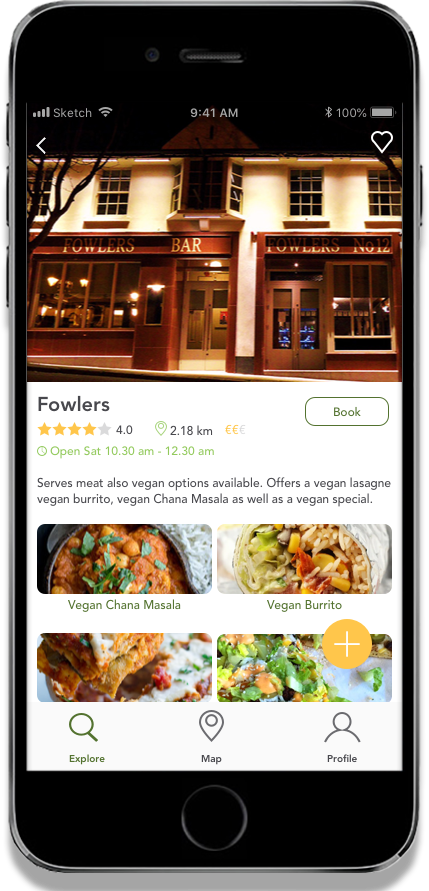 Sketch 9:41 AM 100%
FOWLERS BAR FOWLERS No 12
Fowlers
Book
4.0 2.18 km €€€
Open Sat 10.30 am - 12.30 am
Serves meat also vegan options available. Offers a vegan lasagne
vegan burrito, vegan Chana Masala as well as a vegan special.
Vegan Chana Masala Vegan Burrito
Explore Map Profile